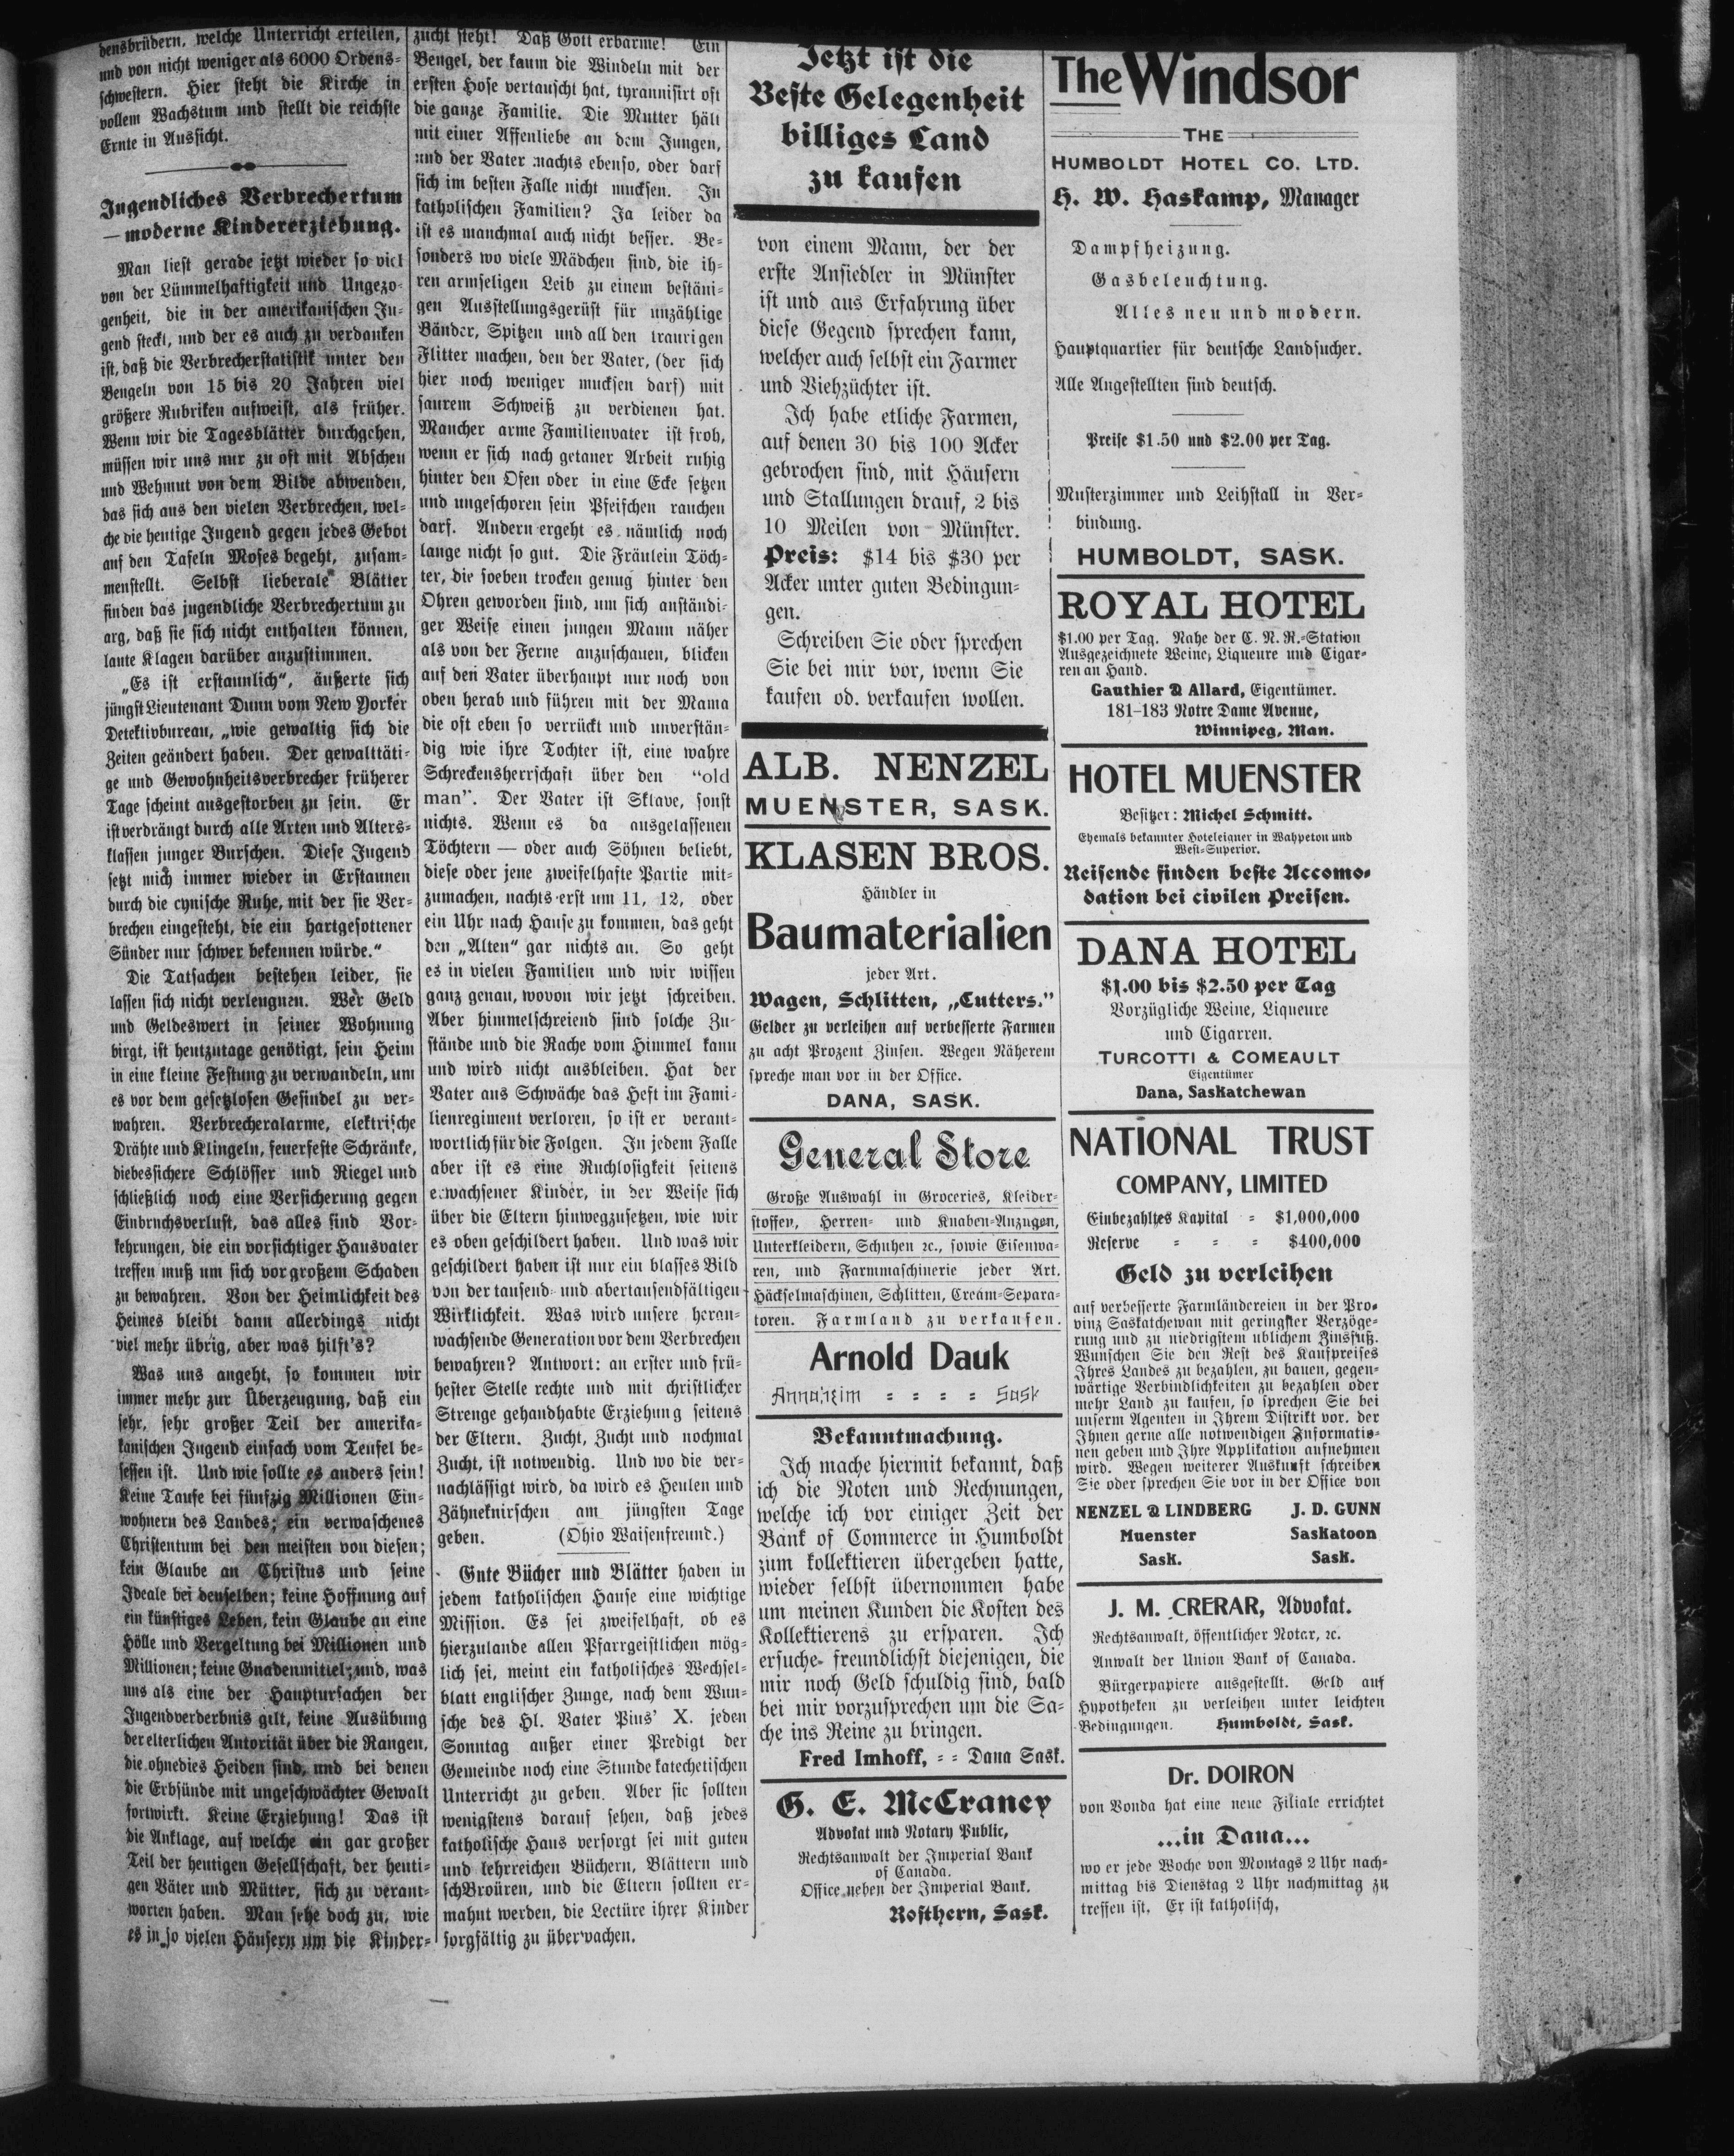 densbrüdern, welche Unterricht erteilen,
und von nicht weniger als 6000 Ordens-
schwestern. Hier steht die Kirche in
vollem Wachstum und stellt die reichste
Ernte in Aussicht.
Jugendliches Verbrechertum
— moderne Kindererziehung.
Man liest gerade jetzt wieder so viel
von der Lümmelhaftigkeit und Ungezo-
genheit, die in der amerikanischen Ju-
gend steckt, und der es auch zu verdanken
ist, daß die Verbrecherstatistik unter den
Bengeln von 15 bis 20 Jahren viel
größere Rubriken aufweist, als früher.
Wenn wir die Tagesblätter durchgehen,
müssen wir uns nur zu oft mit Abscheu
und Wehmut von dem Bilde abwenden,
das sich aus den vielen Verbrechen, wel-
che die heutige Jugend gegen jedes Gebot
auf den Tafeln Moses begeht, zusam-
menstellt. Selbst lieberale Blätter
finden das jugendliche Verbrechertum zu
arg, daß sie sich nicht enthalten können,
laute Klagen darüber anzustimmen.
„Es ist erstaunlich“, äußerte sich
jüngst Lieutenant Dunn vom New Yorker
Detektivbureau, „wie gewaltig sich die
Zeiten geändert haben. Der gewalttäti-
ge und Gewohnheitsverbrecher früherer
Tage scheint ausgestorben zu sein. Er
ist verdrängt durch alle Arten und Alters-
klassen junger Burschen. Diese Jugend
setzt mich immer wieder in Erstaunen
durch die cynische Ruhe, mit der sie Ver-
brechen eingesteht, die ein hartgesottener
Sünder nur schwer bekennen würde.“
Die Tatsachen bestehen leider, sie
lassen sich nicht verleugnen. Wer Geld
und Geldeswert in seiner Wohnung
birgt, ist heutzutage genötigt, sein Heim
in eine kleine Festung zu verwandeln, um
es vor dem gesetzlosen Gesindel zu ver-
wahren. Verbrecheralarme, elektrische
Drähte und Klingeln, feuerfeste Schränke,
diebessichere Schlösser und Riegel und
schließlich noch eine Versicherung gegen
Einbruchsverlust, das alles sind Vor-
kehrungen, die ein vorsichtiger Hausvater
treffen muß um sich vor großem Schaden
zu bewahren. Von der Heimlichkeit des
Heimes bleibt dann allerdings nicht
viel mehr übrig, aber was hilft's?
Was uns angeht, so kommen wir
immer mehr zur Überzeugung, daß ein
sehr, sehr großer Teil der amerika-
kanischen Jugend einfach vom Teufel be-
sessen ist. Und wie sollte es anders sein!
Keine Taufe bei fünfzig Millionen Ein-
wohnern des Landes; ein verwaschenes
Christentum bei den meisten von diesen;
kein Glaube an Christus und seine
Ideale bei denselben; keine Hoffnung auf
ein künftiges Leben, kein Glaube an eine
Hölle und Vergeltung bei Millionen und
Millionen; keine Gnadenmittel; und, was
uns als eine der Hauptursachen der
Jugendverderbnis gilt, keine Ausübung
der elterlichen Autorität über die Rangen,
die ohnedies Heiden sind, und bei denen
die Erbsünde mit ungeschwächter Gewalt
fortwirkt. Keine Erziehung! Das ist
die Anklage, auf welche ein gar großer
Teil der heutigen Gesellschaft, der heuti-
gen Väter und Mütter, sich zu verant-
worten haben. Man sehe doch zu, wie
es in so vielen Häusern um die Kinder-
zucht steht! Daß Gott erbarme! Ein
Bengel, der kaum die Windeln mit der
ersten Hose vertauscht hat, tyrannisirt oft
die ganze Familie. Die Mutter hält
mit einer Affenliebe an dem Jungen,
und der Vater machts ebenso, oder darf
sich im besten Falle nicht mucksen. In
katholischen Familien? Ja leider da
ist es manchmal auch nicht besser. Be-
sonders wo viele Mädchen sind, die ih-
ren armseligen Leib zu einem bestäni-
gen Ausstellungsgerüst für unzählige
Bänder, Spitzen und all den traurigen
Flitter machen, den der Vater, (der sich
hier noch weniger mucksen darf) mit
saurem Schweiß zu verdienen hat.
Mancher arme Familienvater ist froh,
wenn er sich nach getaner Arbeit ruhig
hinter den Ofen oder in eine Ecke setzen
und ungeschoren sein Pfeifchen rauchen
darf. Andern ergeht es nämlich noch
lange nicht so gut. Die Fräulein Töch-
ter, die soeben trocken genug hinter den
Ohren geworden sind, um sich anständi-
ger Weise einen jungen Mann näher
als von der Ferne anzuschauen, blicken
auf den Vater überhaupt nur noch von
oben herab und führen mit der Mama
die oft eben so verrückt und unverstän-
dig wie ihre Tochter ist, eine wahre
Schreckensherrschaft über den “old
man”. Der Vater ist Sklave, sonst
nichts. Wenn es da ausgelassenen
Töchtern — oder auch Söhnen beliebt,
diese oder jene zweifelhafte Partie mit-
zumachen, nachts erst um 11, 12, oder
ein Uhr nach Hause zu kommen, das geht
den „Alten“ gar nichts an. So geht
es in vielen Familien und wir wissen
ganz genau, wovon wir jetzt schreiben.
Aber himmelschreiend sind solche Zu-
stände und die Rache vom Himmel kann
und wird nicht ausbleiben. Hat der
Vater aus Schwäche das Heft im Fami-
lienregiment verloren, so ist er verant-
wortlich für die Folgen. In jedem Falle
aber ist es eine Ruchlosigkeit seitens
erwachsener Kinder, in der Weise sich
über die Eltern hinwegzusetzen, wie wir
es oben geschildert haben. Und was wir
geschildert haben ist nur ein blasses Bild
von der tausend- und abertausendfältigen
Wirklichkeit. Was wird unsere heran-
wachsende Generation vor dem Verbrechen
bewahren? Antwort: an erster und frü-
hester Stelle rechte und mit christlicher
Strenge gehandhabte Erziehung seitens
der Eltern. Zucht, Zucht und nochmal
Zucht, ist notwendig. Und wo die ver-
nachlässigt wird, da wird es Heulen und
Zähneknirschen am jüngsten Tage
geben. (Ohio Waisenfreund.)
Gute Bücher und Blätter haben in
jedem katholischen Hause eine wichtige
Mission. Es sei zweifelhaft, ob es
hierzulande allen Pfarrgeistlichen mög-
lich sei, meint ein katholisches Wechsel-
blatt englischer Zunge, nach dem Wun-
sche des Hl. Vater Pius' X. jeden
Sonntag außer einer Predigt der
Gemeinde noch eine Stunde katechetischen
Unterricht zu geben. Aber sie sollten
wenigstens darauf sehen, daß jedes
katholische Haus versorgt sei mit guten
und lehrreichen Büchern, Blättern und
schBroüren, und die Eltern sollten er-
mahnt werden, die Lectüre ihrer Kinder
sorgfältig zu überwachen.
Jetzt ist die
Beste Gelegenheit
billiges Land
zu kaufen
von einem Mann, der der
erste Ansiedler in Münster
ist und aus Erfahrung über
diese Gegend sprechen kann,
welcher auch selbst ein Farmer
und Viehzüchter ist.
Ich habe etliche Farmen,
auf denen 30 bis 100 Acker
gebrochen sind, mit Häusern
und Stallungen drauf, 2 bis
10 Meilen von Münster.
Preis: $14 bis $30 per
Acker unter guten Bedingun-
gen.
Schreiben Sie oder sprechen
Sie bei mir vor, wenn Sie
kaufen od. verkaufen wollen.
ALB. NENZEL
MUENSTER, SASK.
KLASEN BROS.
Händler in
Baumaterialien
jeder Art.
Wagen, Schlitten, „Cutters.”
Gelder zu verleihen auf verbesserte Farmen
zu acht Prozent Zinsen. Wegen Näherem
spreche man vor in der Office.
DANA, SASK.
General Store
Große Auswahl in Groceries, Kleider-
stoffen, Herren- und Knaben-Anzugen,
Unterkleidern, Schuhen ꝛc., sowie Eisenwa-
ren, und Farmmaschinerie jeder Art.
Häckselmaschinen, Schlitten, Cream-Separa-
toren. Farmland zu verkaufen.
Arnold Dauk
Annaheim = = = = Sask
Bekanntmachung.
Ich mache hiermit bekannt, daß
ich die Noten und Rechnungen,
welche ich vor einiger Zeit der
Bank of Commerce in Humboldt
zum kollektieren übergeben hatte,
wieder selbst übernommen habe
um meinen Kunden die Kosten des
Kollektierens zu ersparen. Ich
ersuche freundlichst diejenigen, die
mir noch Geld schuldig sind, bald
bei mir vorzusprechen um die Sa-
che ins Reine zu bringen.
Fred Imhoff, = = Dana Sask.
G. E. McCraney
Advokat und Notary Public,
Rechtsanwalt der Imperial Bank
of Canada.
Office neben der Imperial Bank.
Rosthern, Sask.
The Windsor
THE
HUMBOLDT HOTEL CO. LTD.
H. W. Haskamp, Manager
Dampfheizung.
Gasbeleuchtung.
Alles neu und modern.
Hauptquartier für deutsche Landsucher.
Alle Angestellten sind deutsch.
Preise $1.50 und $2.00 per Tag.
Musterzimmer und Leihstall in Ver-
bindung.
HUMBOLDT, SASK.
ROYAL HOTEL
$1.00 per Tag. Nahe der C. N. R.-Station
Ausgezeichnete Weine, Liqueure und Cigar-
ren an Hand.
Gauthier & Allard, Eigentümer.
181-183 Notre Dame Avenue,
Winnipeg, Man.
HOTEL MUENSTER
Besitzer: Michel Schmitt.
Ehemals bekannter Hoteleigner in Wahpeton und
West-Superior.
Reisende finden beste Accomo-
dation bei civilen Preisen.
DANA HOTEL
$1.00 bis $2.50 per Tag
Vorzügliche Weine, Liqueure
und Cigarren.
TURCOTTI & COMEAULT
Eigentümer
Dana, Saskatchewan
NATIONAL TRUST
COMPANY, LIMITED
Einbezahltes Kapital = $1,000,000
Reserve = = = $400,000
Geld zu verleihen
auf verbesserte Farmländereien in der Pro-
vinz Saskatchewan mit geringster Verzöge-
rung und zu niedrigstem ublichem Zinsfuß.
Wunschen Sie den Rest des Kaufpreises
Ihres Landes zu bezahlen, zu bauen, gegen-
wärtige Verbindlichkeiten zu bezahlen oder
mehr Land zu kaufen, so sprechen Sie bei
unserm Agenten in Ihrem Distrikt vor. der
Ihnen gerne alle notwendigen Informatio-
nen geben und Ihre Applikation aufnehmen
wird. Wegen weiterer Auskunft schreiben
Sie oder sprechen Sie vor in der Office von
NENZEL & LINDBERG J. D. GUNN
Muenster Saskatoon
Sask. Sask.
J. M. CRERAR, Advokat.
Rechtsanwalt, öffentlicher Notar, ꝛc.
Anwalt der Union Bank of Canada.
Bürgerpapiere ausgestellt. Geld auf
Hypotheken zu verleihen unter leichten
Bedingungen. Humboldt, Sask.
Dr. DOIRON
von Vonda hat eine neue Filiale errichtet
...in Dana...
wo er jede Woche von Montags 2 Uhr nach-
mittag bis Dienstag 2 Uhr nachmittag zu
treffen ist. Er ist katholisch.